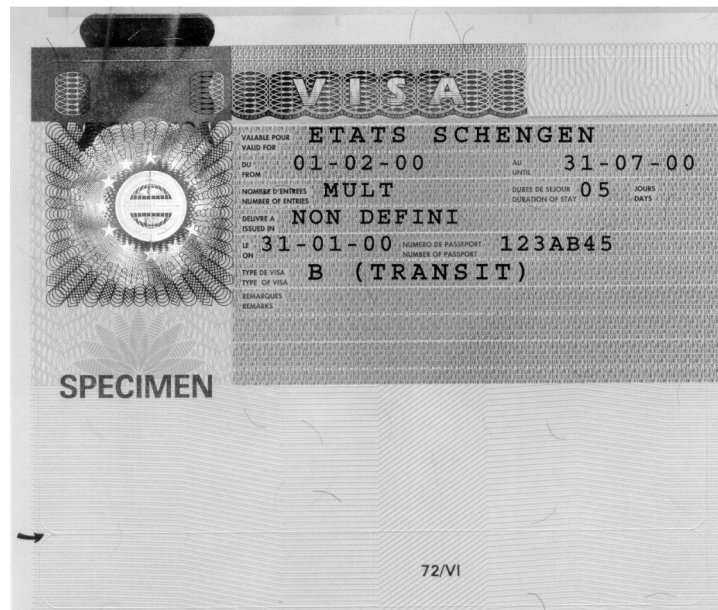 VISA
VALABLE POUR ETATS SCHENGEN
VALID FOR
DU 01-02-00 AU 31-07-00
FROM UNTIL
NOMBRE D'ENTREES MULT DUREE DE SEJOUR 05 JOURS
NUMBER OF ENTRIES DURATION OF STAY DAYS
DELIVRE A NON DEFINI
ISSUED IN
LE 31-01-00 NUMERO DE PASSEPORT 123AB45
ON NUMBER OF PASSPORT
TYPE DE VISA B (TRANSIT)
TYPE OF VISA
REMARQUES
REMARKS
SPECIMEN
72/VI